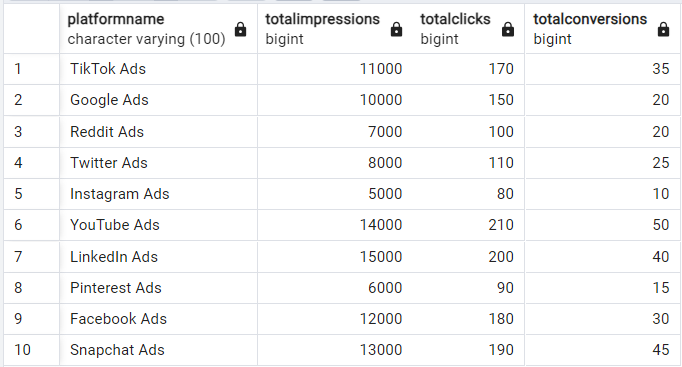 platformname totalimpressions totalclicks totalconversions
character varying (100) bigint bigint bigint
1 TikTok Ads 11000 170 35
2 Google Ads 10000 150 20
3 Reddit Ads 7000 100 20
4 Twitter Ads 8000 110 25
5 Instagram Ads 5000 80 10
6 YouTube Ads 14000 210 50
7 LinkedIn Ads 15000 200 40
8 Pinterest Ads 6000 90 15
9 Facebook Ads 12000 180 30
10 Snapchat Ads 13000 190 45